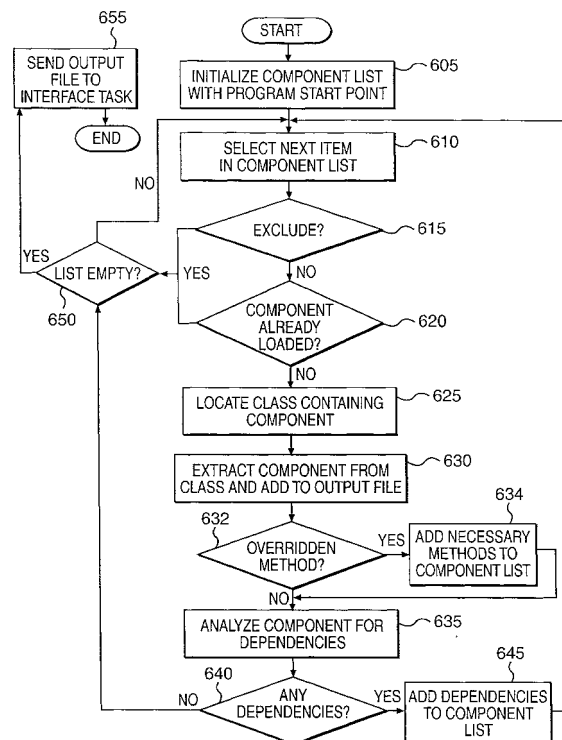 655
START
SEND OUTPUT
FILE TO
INTERFACE TASK
605
INITIALIZE COMPONENT LIST
WITH PROGRAM START POINT
END
610
SELECT NEXT ITEM
IN COMPONENT LIST
NO
615
EXCLUDE?
YES
LIST EMPTY?
YES
NO
650
620
COMPONENT
ALREADY
LOADED?
NO
625
LOCATE CLASS CONTAINING
COMPONENT
630
EXTRACT COMPONENT FROM
CLASS AND ADD TO OUTPUT FILE
632
634
OVERRIDDEN
METHOD?
YES
ADD NECESSARY
METHODS TO
COMPONENT LIST
NO
635
ANALYZE COMPONENT FOR
DEPENDENCIES
640
645
NO
ANY
DEPENDENCIES?
YES
ADD DEPENDENCIES
TO COMPONENT
LIST